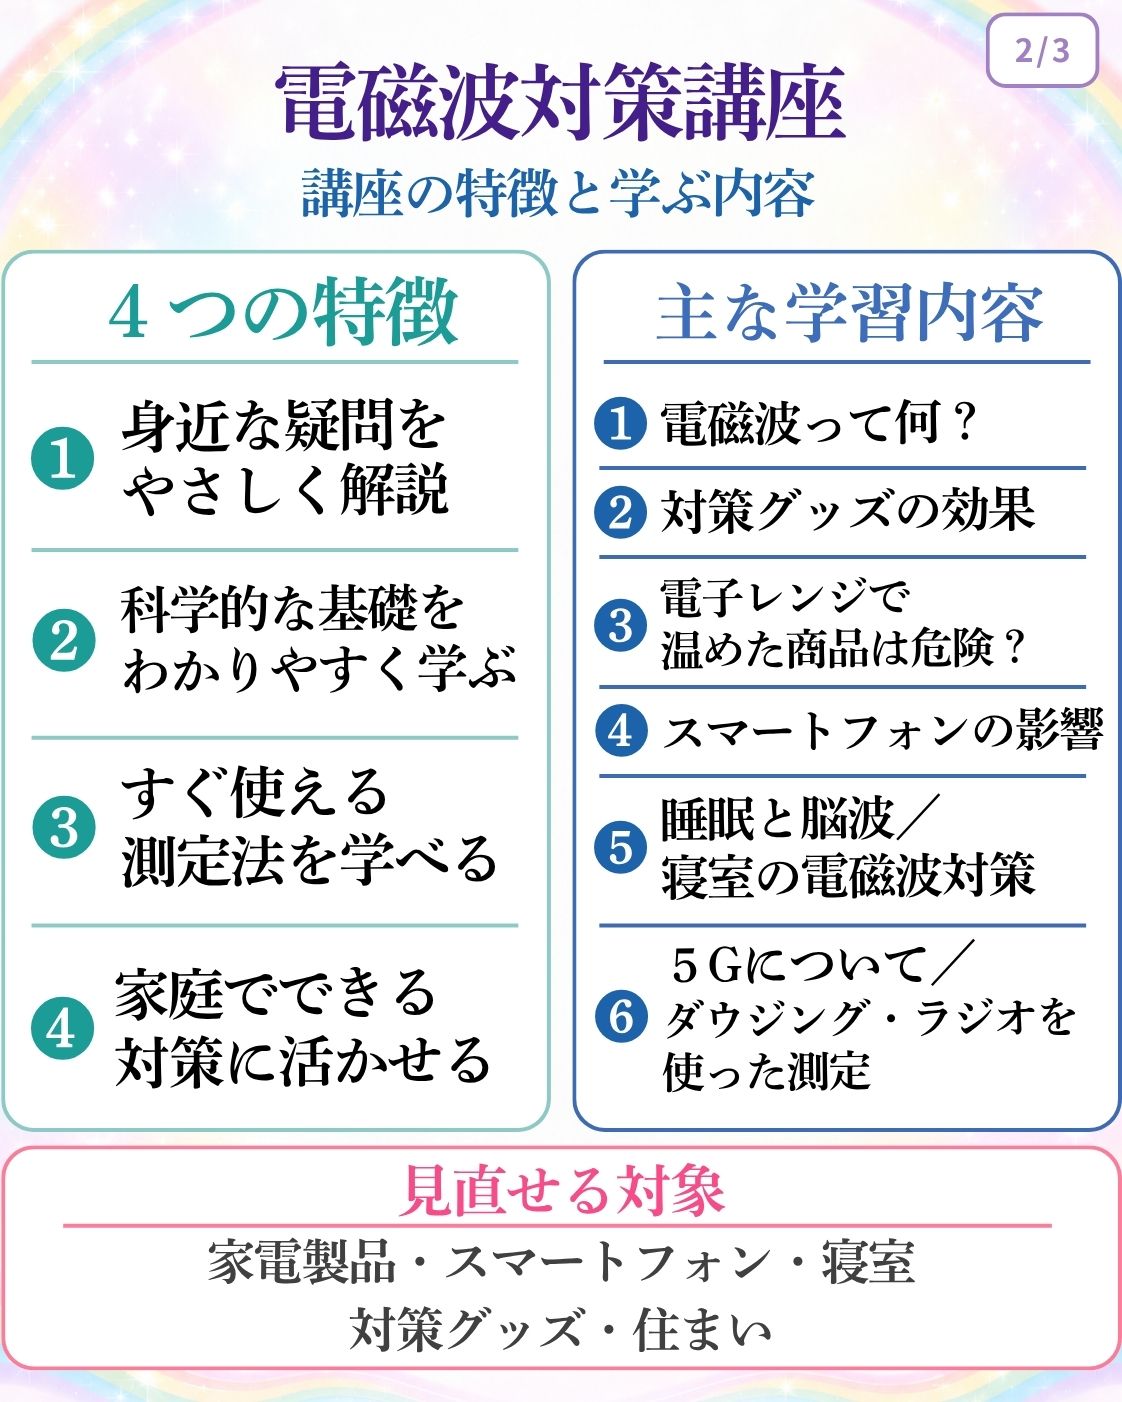 2/3
電磁波対策講座
講座の特徴と学ぶ内容
4つの特徴
1 身近な疑問を
やさしく解説
2 科学的な基礎を
わかりやすく学ぶ
3 すぐ使える
測定法を学べる
4 家庭でできる
対策に活かせる
主な学習内容
1 電磁波って何？
2 対策グッズの効果
3 電子レンジで
温めた商品は危険？
4 スマートフォンの影響
5 睡眠と脳波／
寝室の電磁波対策
6 ５Gについて／
ダウジング・ラジオを
使った測定
見直せる対象
家電製品・スマートフォン・寝室
対策グッズ・住まい